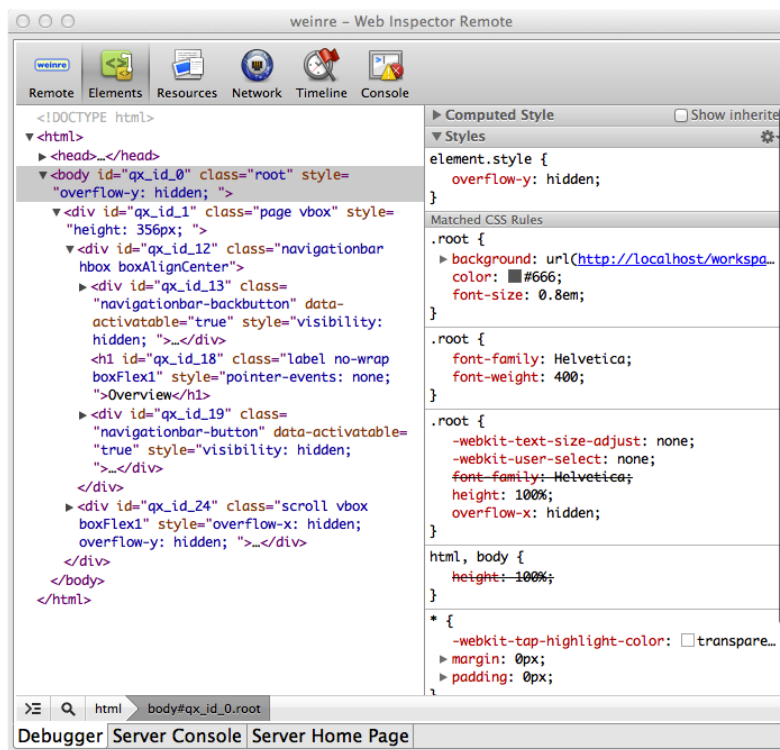 weinre – Web Inspector Remote
weinre
Remote Elements Resources Network Timeline Console
<!DOCTYPE html>
▼<html>
▶<head>…</head>
▼<body id="qx_id_0" class="root" style=
"overflow-y: hidden; ">
▼<div id="qx_id_1" class="page vbox" style=
"height: 356px; ">
▼<div id="qx_id_12" class="navigationbar
hbox boxAlignCenter">
▶<div id="qx_id_13" class=
"navigationbar-backbutton" data-
activatable="true" style="visibility:
hidden; ">…</div>
<h1 id="qx_id_18" class="label no-wrap
boxFlex1" style="pointer-events: none;
">Overview</h1>
▶<div id="qx_id_19" class=
"navigationbar-button" data-activatable=
"true" style="visibility: hidden;
">…</div>
</div>
▶<div id="qx_id_24" class="scroll vbox
boxFlex1" style="overflow-x: hidden;
overflow-y: hidden; ">…</div>
</div>
</body>
</html>
▶ Computed Style Show inherite
▼ Styles
element.style {
overflow-y: hidden;
}
Matched CSS Rules
.root {
▶ background: url(http://localhost/workspa…
color: #666;
font-size: 0.8em;
}
.root {
font-family: Helvetica;
font-weight: 400;
}
.root {
-webkit-text-size-adjust: none;
-webkit-user-select: none;
font-family: Helvetica;
height: 100%;
overflow-x: hidden;
}
html, body {
height: 100%;
}
* {
-webkit-tap-highlight-color: transpare…
▶ margin: 0px;
▶ padding: 0px;
}
html body#qx_id_0.root
Debugger Server Console Server Home Page